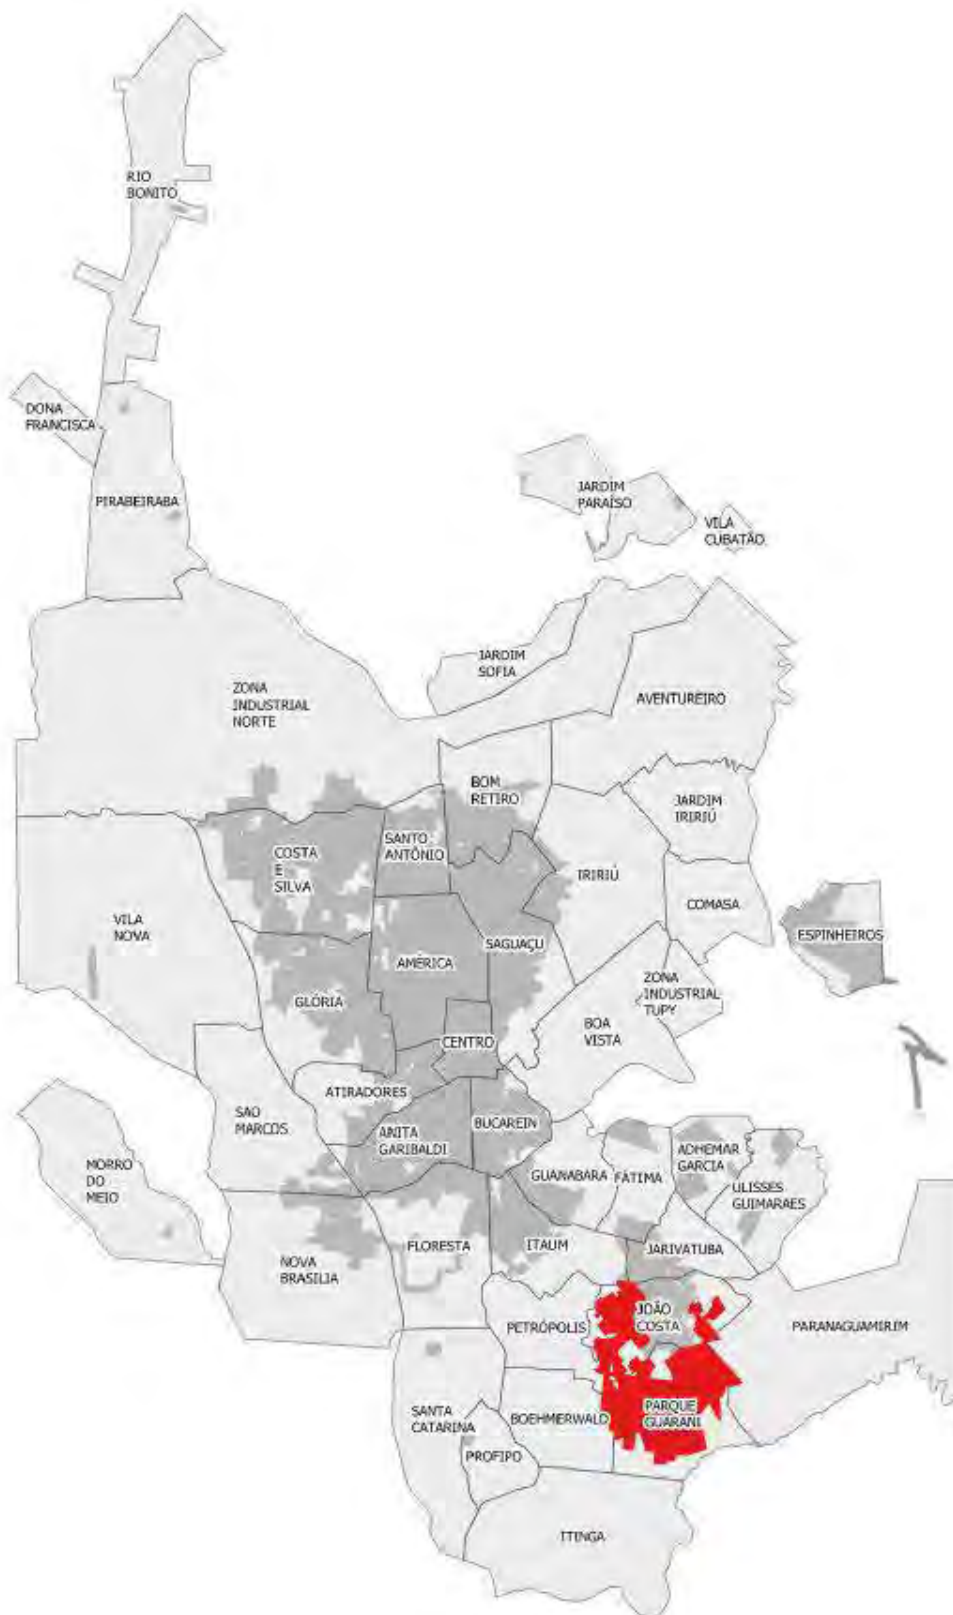 RIO
BONITO
DONA
FRANCISCA
PIRABEIRABA
JARDIM
PARAÍSO
VILA
CUBATÃO
JARDIM
SOFIA
ZONA
INDUSTRIAL
NORTE
AVENTUREIRO
BOM
RETIRO
JARDIM
IRIRIÚ
COSTA
E
SILVA
SANTO
ANTÔNIO
IRIRIÚ
COMASA
VILA
NOVA
SAGUAÇU
ESPINHEIROS
AMÉRICA
GLÓRIA
ZONA
INDUSTRIAL
TUPY
BOA
VISTA
CENTRO
ATIRADORES
SAO
MARCOS
ANITA
GARIBALDI
BUCAREIN
MORRO
DO
MEIO
GUANABARA
FÁTIMA
ADHEMAR
GARCIA
ULISSES
GUIMARAES
NOVA
BRASILIA
FLORESTA
ITAUM
JARIVATUBA
PETRÓPOLIS
JOÃO
COSTA
PARANAGUAMIRIM
SANTA
CATARINA
BOEHMERWALD
PARQUE
GUARANI
PROFIPO
ITINGA